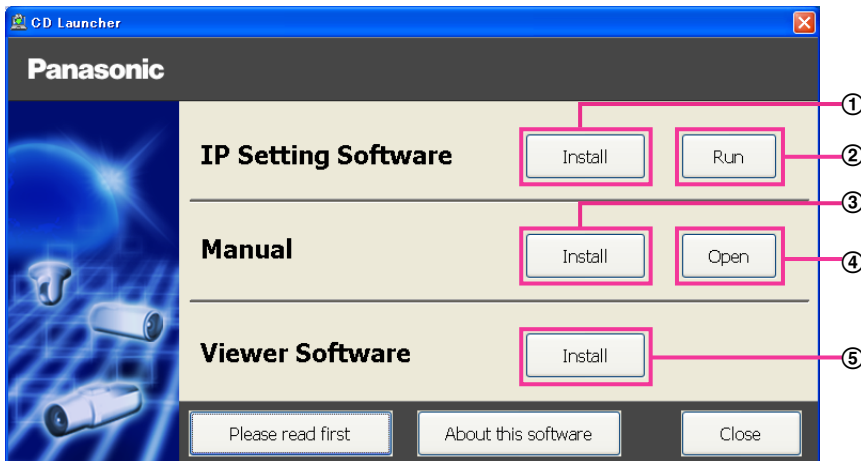 CD Launcher
Panasonic
①
IP Setting Software Install Run ②
③
Manual Install Open ④
Viewer Software Install ⑤
Please read first About this software Close